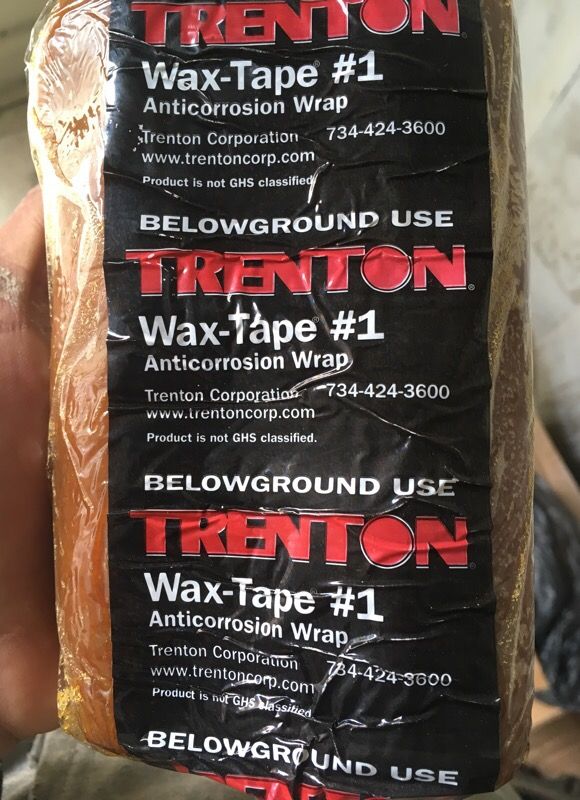 TRENTON
Wax-Tape® #1
Anticorrosion Wrap
Trenton Corporation 734-424-3600
www.trentoncorp.com
Product is not GHS classified
BELOWGROUND USE
TRENTON®
Wax-Tape® #1
Anticorrosion Wrap
Trenton Corporation 734-424-3600
www.trentoncorp.com
Product is not GHS classified.
BELOWGROUND USE
TRENTON®
Wax-Tape® #1
Anticorrosion Wrap
Trenton Corporation 734-424-3600
www.trentoncorp.com
Product is not GHS classified
BELOWGROUND USE